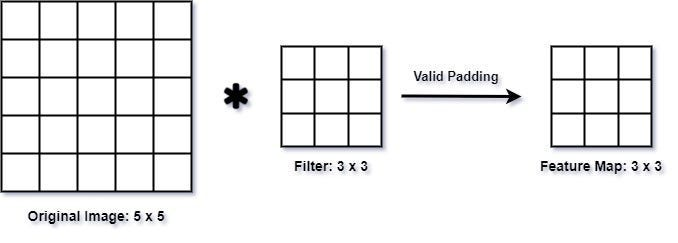 Valid Padding
Filter: 3 x 3
Feature Map: 3 x 3
Original Image: 5 x 5